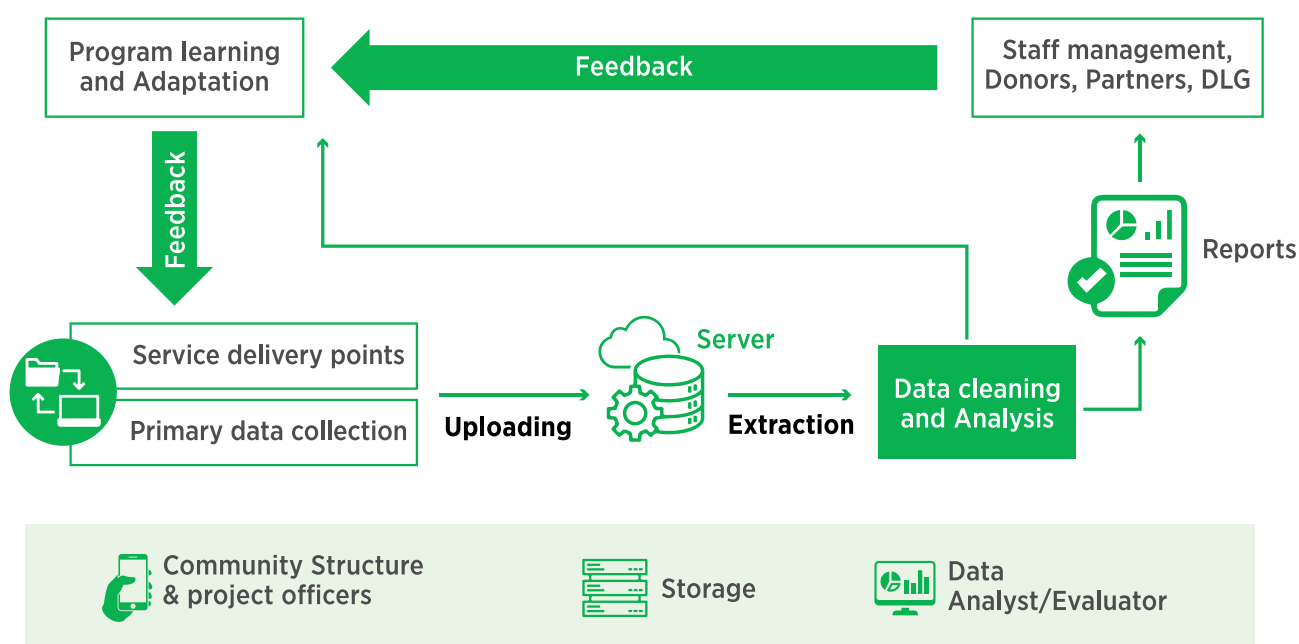 Program learning
and Adaptation
Feedback
Staff management,
Donors, Partners, DLG
Feedback
Reports
Service delivery points
Primary data collection
Uploading
Server
Extraction
Data cleaning
and Analysis
Community Structure
& project officers
Storage
Data
Analyst/Evaluator